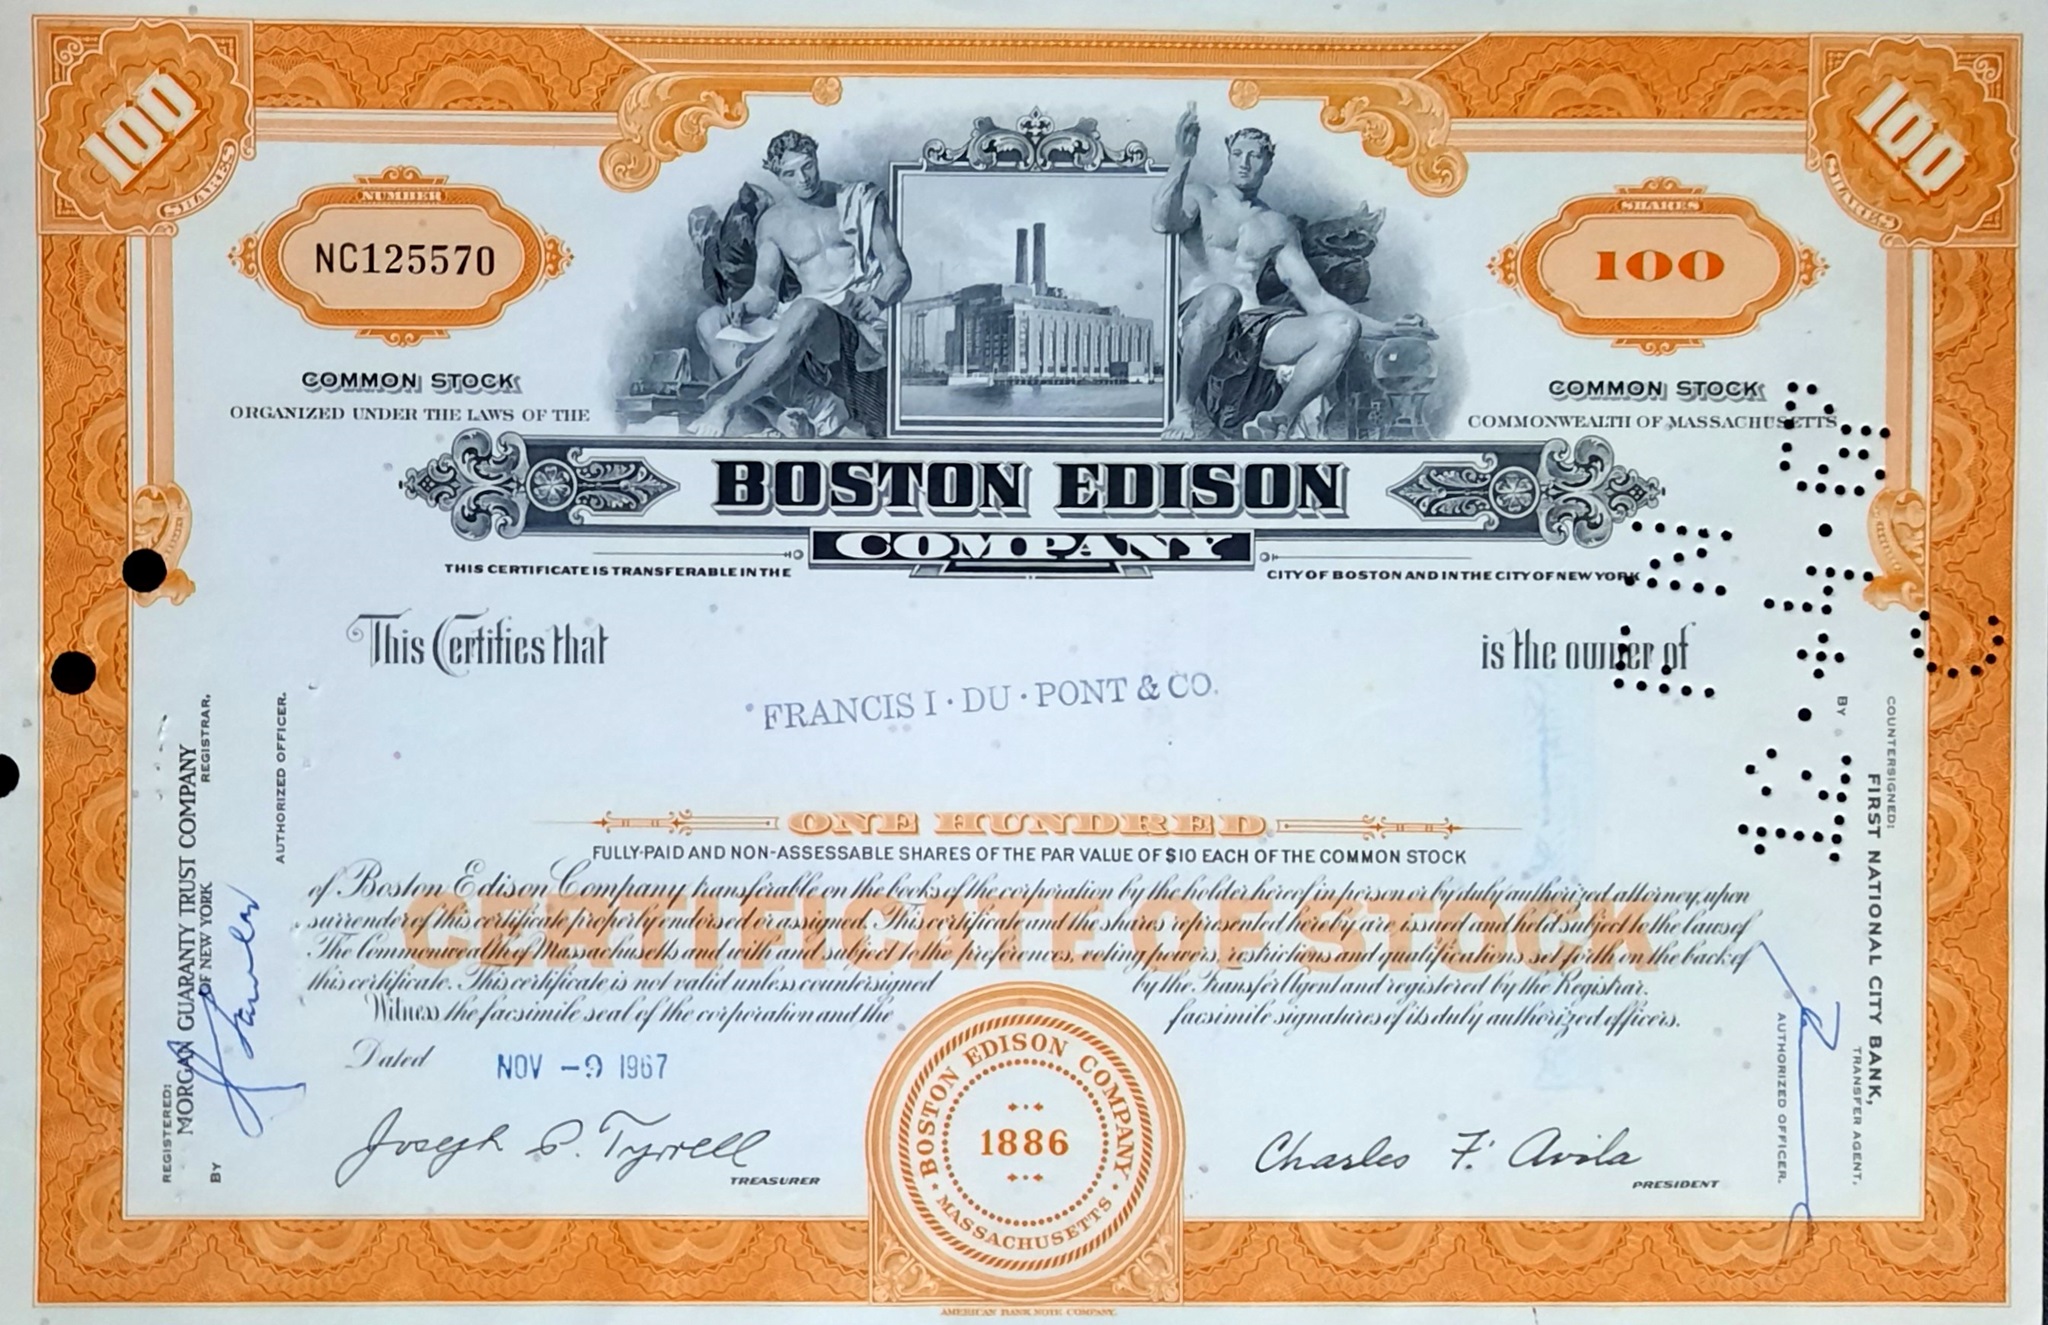 100
SHARES
100
SHARES
NUMBER
NC125570
SHARES
100
COMMON STOCK
ORGANIZED UNDER THE LAWS OF THE
COMMON STOCK
COMMONWEALTH OF MASSACHUSETTS
BOSTON EDISON
COMPANY
THIS CERTIFICATE IS TRANSFERABLE IN THE
CITY OF BOSTON AND IN THE CITY OF NEW YORK
This Certifies that
is the owner of
FRANCIS I · DU · PONT & CO.
ONE HUNDRED
FULLY-PAID AND NON-ASSESSABLE SHARES OF THE PAR VALUE OF $10 EACH OF THE COMMON STOCK
CERTIFICATE OF STOCK
of Boston Edison Company transferable on the books of the corporation by the holder hereof in person or by duly authorized attorney, upon
surrender of this certificate properly endorsed or assigned. This certificate and the shares represented hereby are issued and held subject to the laws of
The Commonwealth of Massachusetts and with and subject to the preferences, voting powers, restrictions and qualifications set forth on the back of
this certificate. This certificate is not valid unless countersigned by the Transfer Agent and registered by the Registrar.
Witness the facsimile seal of the corporation and the facsimile signatures of its duly authorized officers.
Dated NOV -9 1967
Joseph P. Tyrrell
TREASURER
Charles F. Avila
PRESIDENT
BOSTON EDISON COMPANY
1886
MASSACHUSETTS
REGISTERED:
MORGAN GUARANTY TRUST COMPANY
OF NEW YORK
REGISTRAR,
BY
AUTHORIZED OFFICER.
COUNTERSIGNED:
FIRST NATIONAL CITY BANK,
TRANSFER AGENT,
BY
AUTHORIZED OFFICER.
AMERICAN BANK NOTE COMPANY.